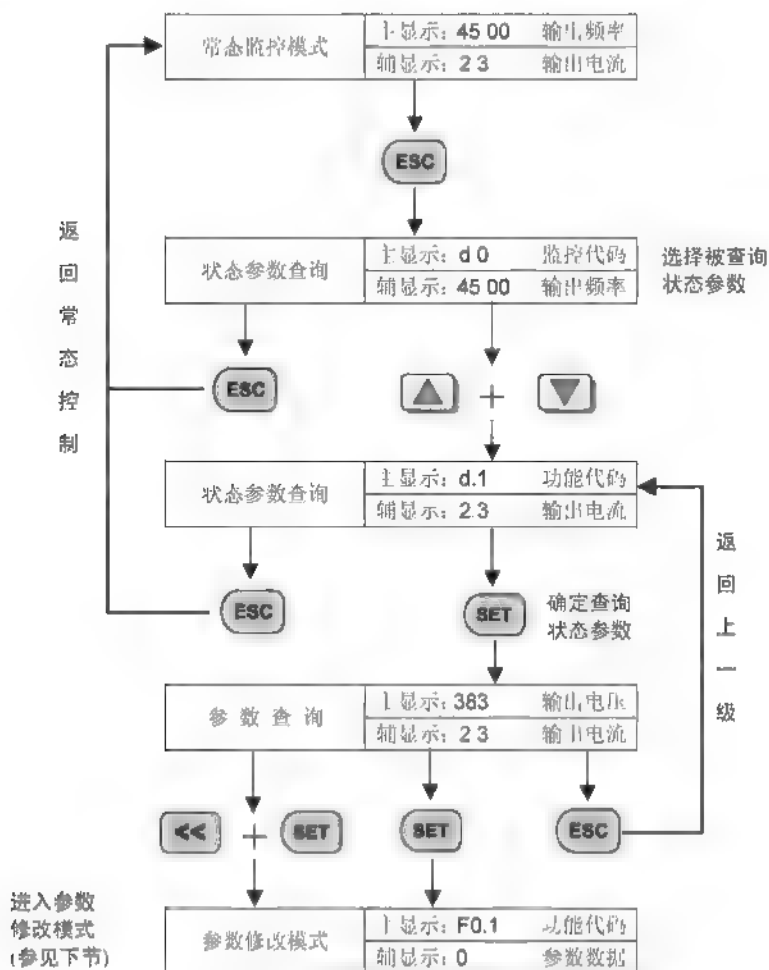 常态监控模式
主显示: 45 00 输出频率
辅显示: 2 3 输出电流
ESC
状态参数查询
主显示: d 0 监控代码
辅显示: 45 00 输出频率
选择被查询
状态参数
ESC
+
状态参数查询
主显示: d.1 功能代码
辅显示: 2 3 输出电流
ESC
SET
确定查询
状态参数
参数查询
主显示: 383 输出电压
辅显示: 2 3 输出电流
<<
+
SET
SET
ESC
参数修改模式
主显示: F0.1 功能代码
辅显示: 0 参数数据
进入参数
修改模式
(参见下节)
返回常态控制
返回上一级